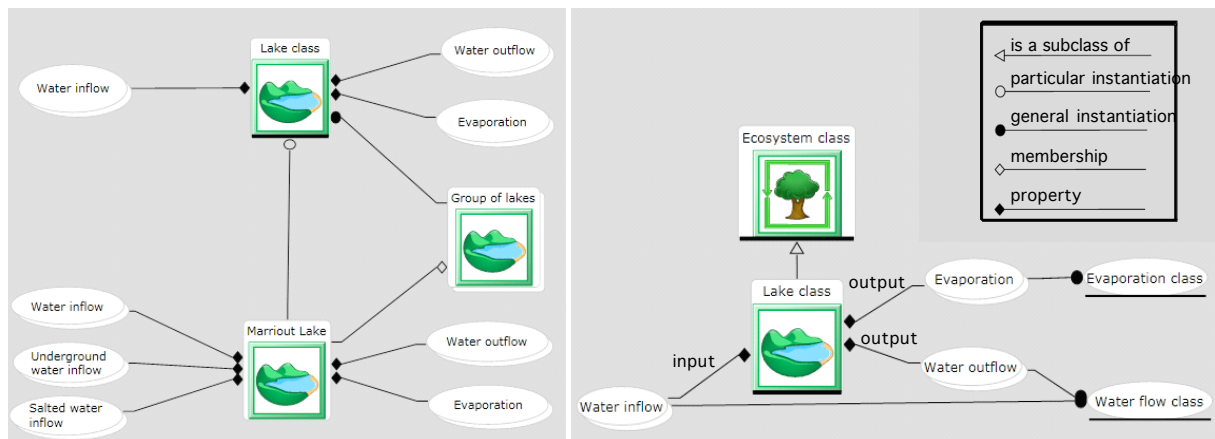 Lake class
Water outflow
Water inflow
Evaporation
Group of lakes
Water inflow
Marriout Lake
Underground
water inflow
Water outflow
Salted water
inflow
Evaporation
is a subclass of
particular instantiation
general instantiation
membership
property
Ecosystem class
Lake class
output
Evaporation
Evaporation class
output
input
Water outflow
Water inflow
Water flow class